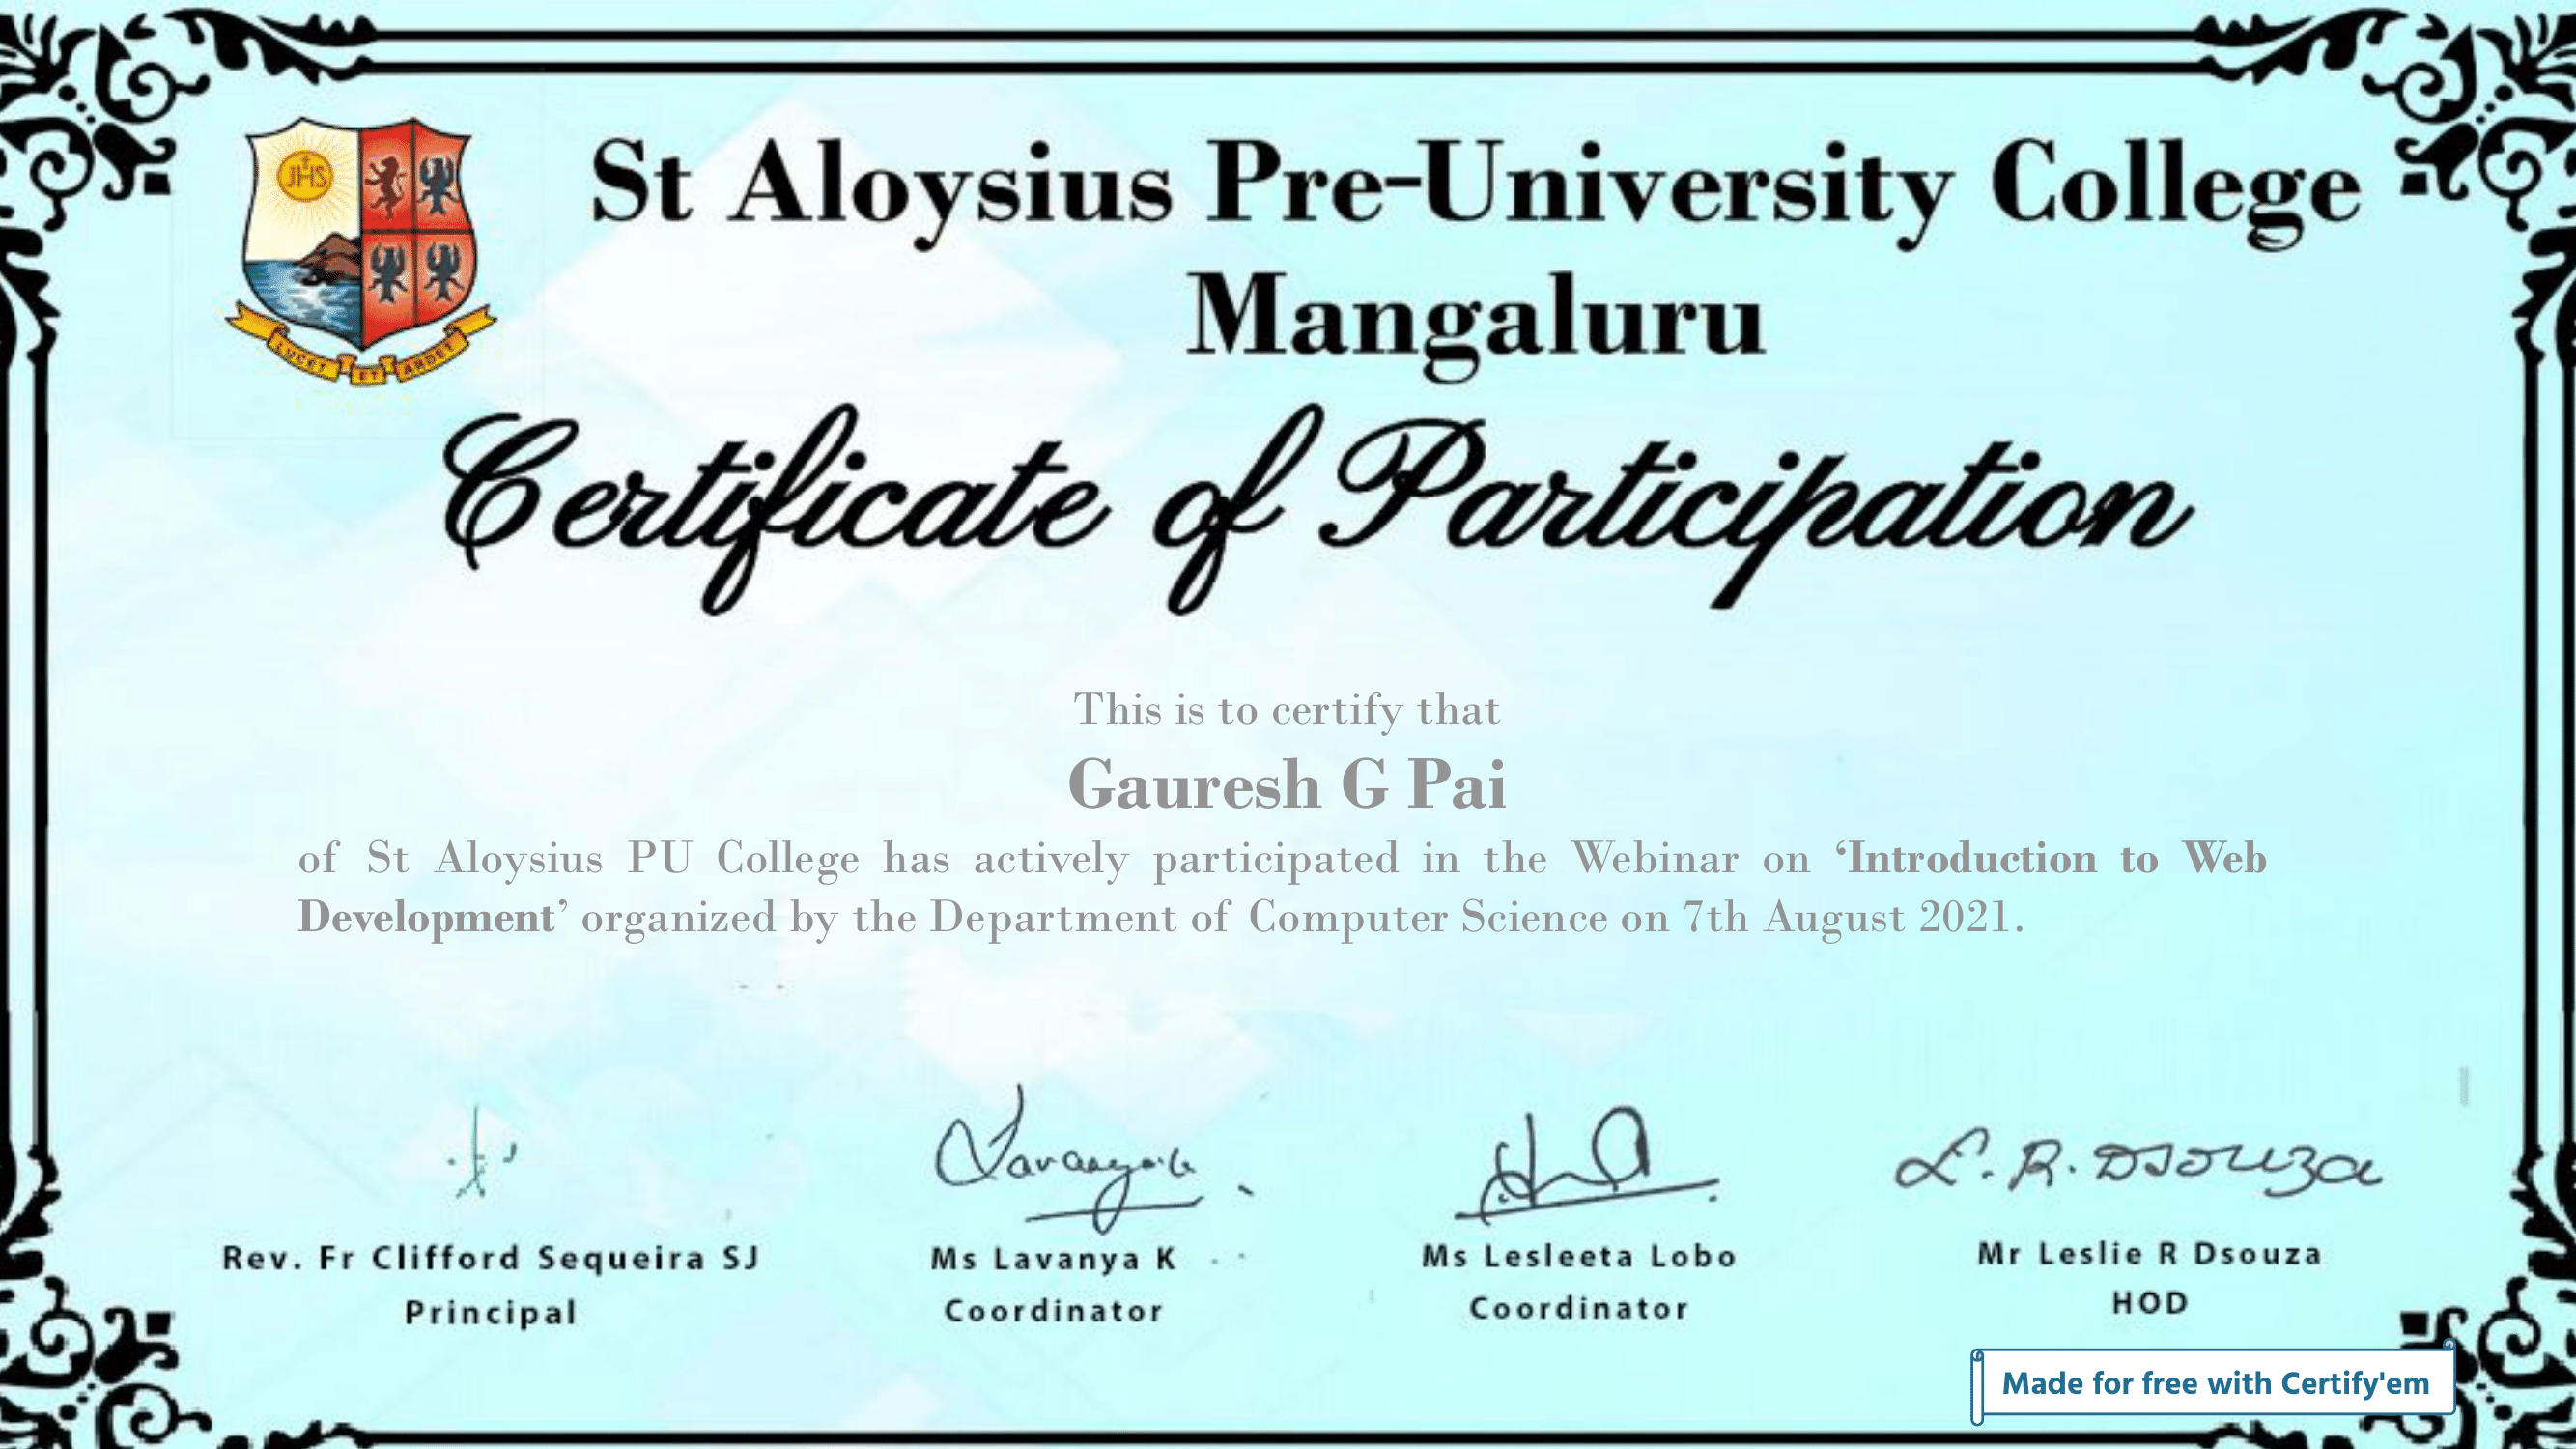 JHS
LUCET ET ARDET
St Aloysius Pre-University College
Mangaluru
Certificate of Participation
This is to certify that
Gauresh G Pai
of St Aloysius PU College has actively participated in the Webinar on ‘Introduction to Web
Development’ organized by the Department of Computer Science on 7th August 2021.
L. R. Dsouza
Rev. Fr Clifford Sequeira SJ
Principal
Ms Lavanya K
Coordinator
Ms Lesleeta Lobo
Coordinator
Mr Leslie R Dsouza
HOD
Made for free with Certify'em